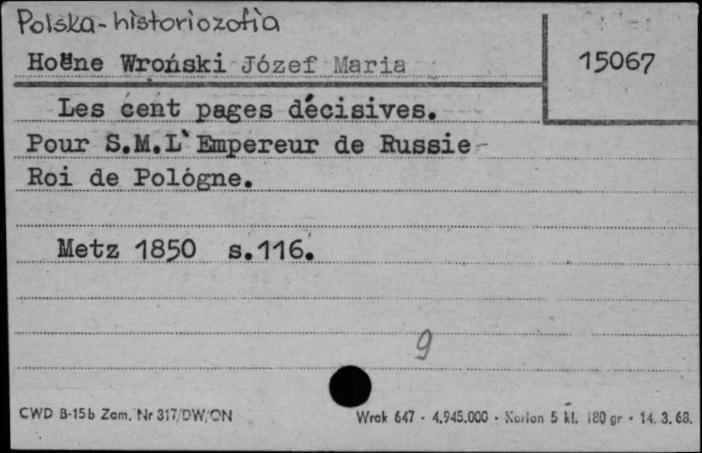 Polska - historiozofia
Hoëne Wroński Józef Maria
15067
Les cent pages décisives.
Pour S.M.L`Empereur de Russie-
Roi de Pológne.
Metz 1850 s.116.
9
CWD B-15b Zam. Nr 317/DW/ON
Wrak 647 - 4.945.000 - Karton 5 kl. 180 gr - 14. 3. 68.